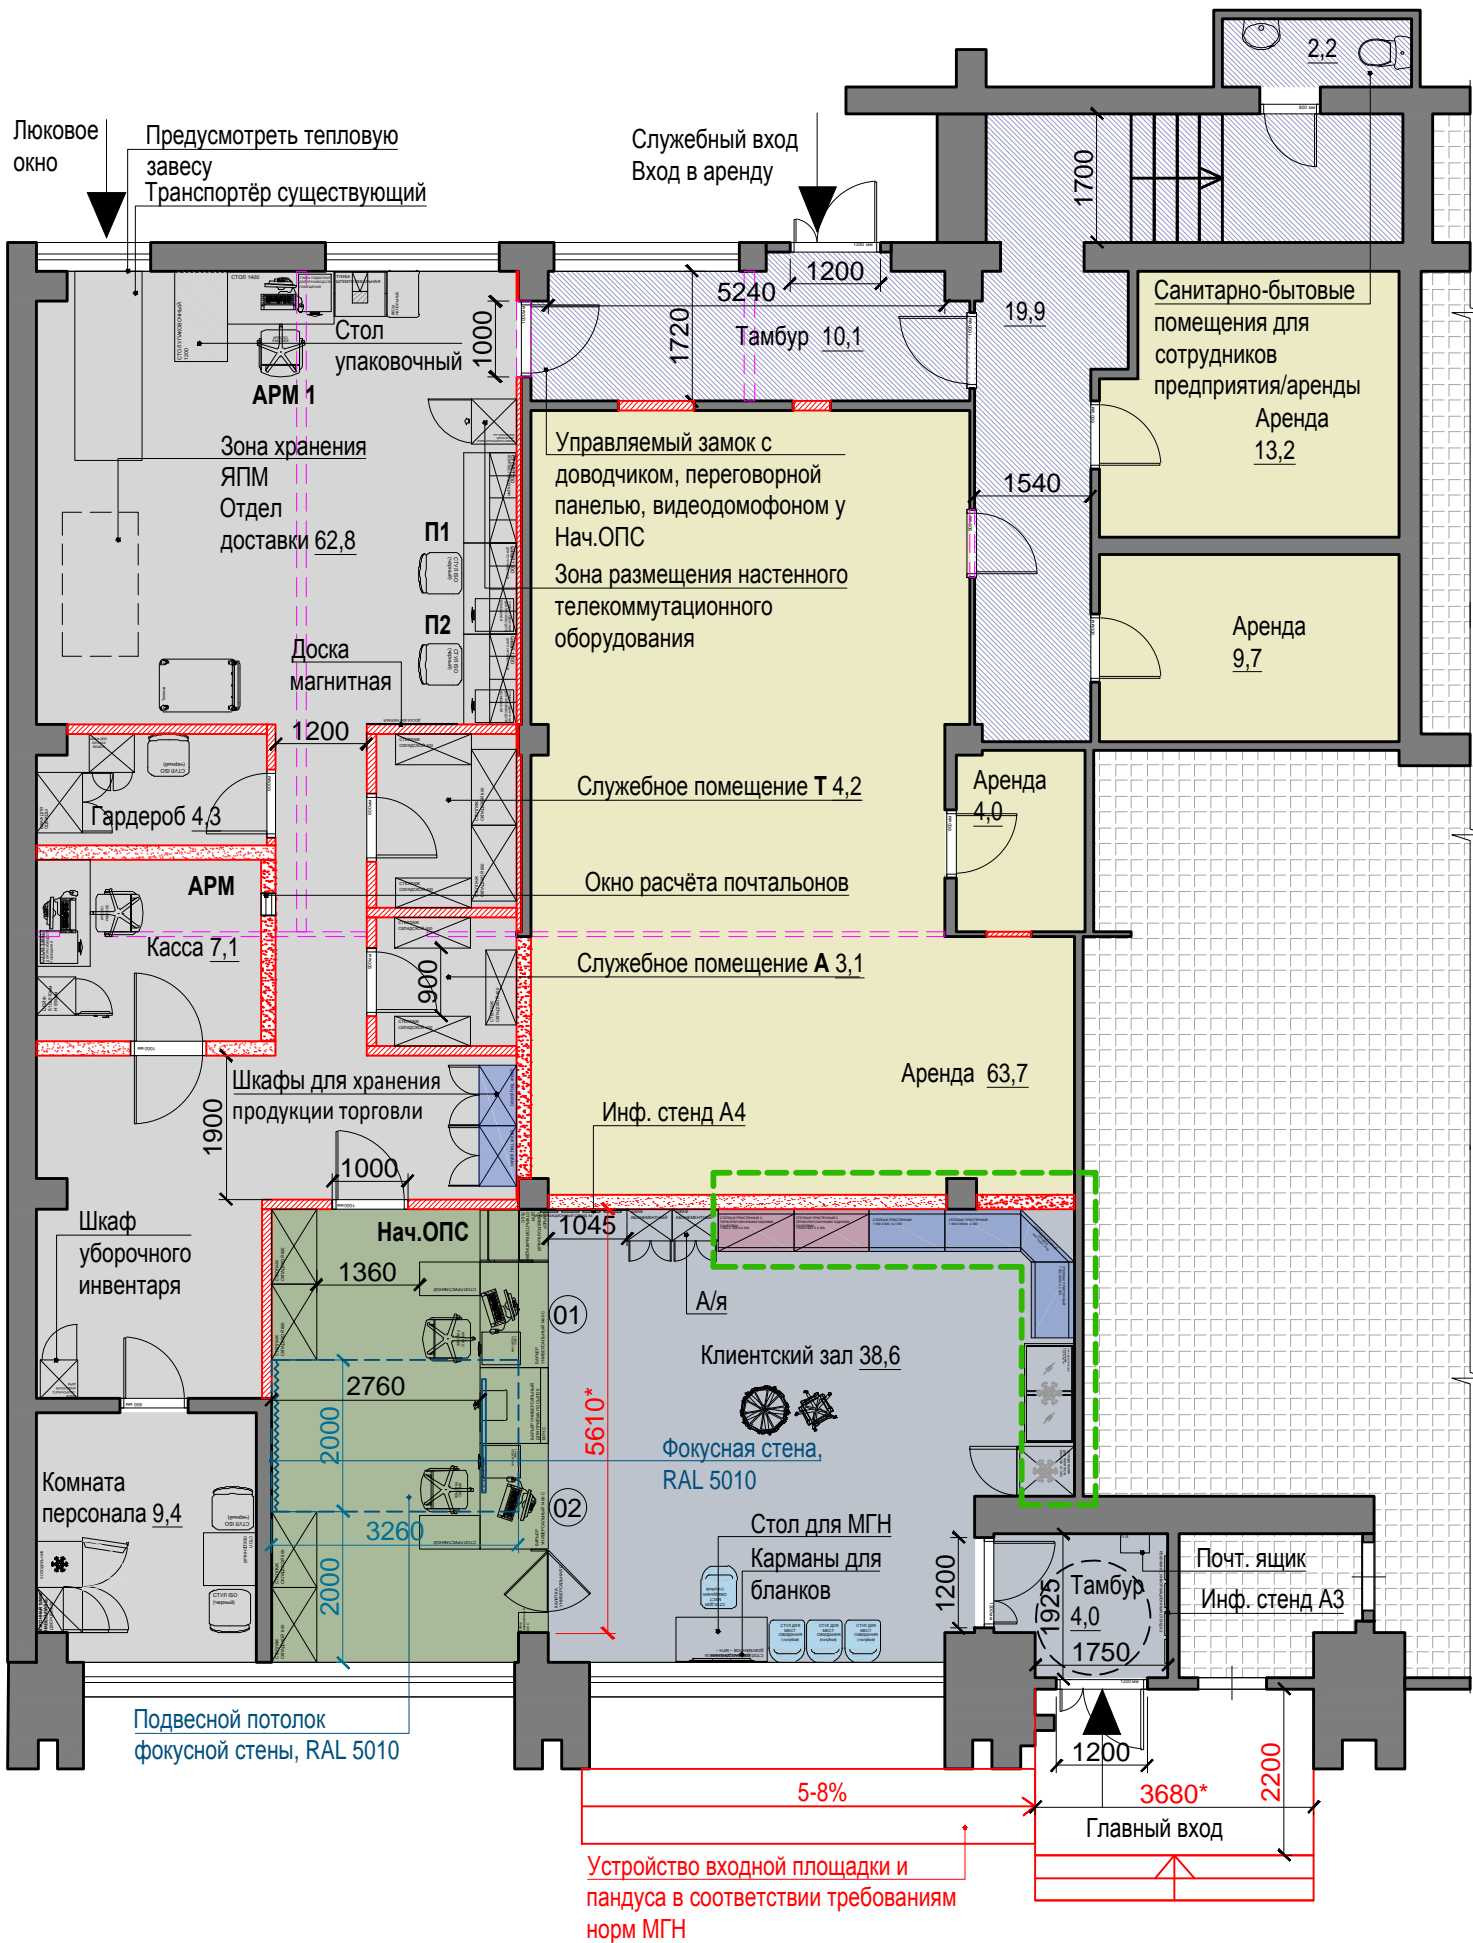 2,2
Люковое
окно
Предусмотреть тепловую
завесу
Транспортёр существующий
Служебный вход
Вход в аренду
1700
1200
5240
19,9
Тамбур 10,1
1720
1000
СТОЛ 1400
Стол
упаковочный
АРМ 1
Санитарно-бытовые
помещения для
сотрудников
предприятия/аренды
Аренда
13,2
Зона хранения
ЯПМ
Отдел
доставки 62,8
Управляемый замок с
доводчиком, переговорной
панелью, видеодомофоном у
Нач.ОПС
1540
П1
Зона размещения настенного
телекоммутационного
оборудования
П2
Аренда
9,7
Доска
магнитная
1200
Служебное помещение Т 4,2
Аренда
4,0
Гардероб 4,3
АРМ
Окно расчёта почтальонов
Касса 7,1
Служебное помещение А 3,1
900
Аренда 63,7
Шкафы для хранения
продукции торговли
1900
Инф. стенд А4
1000
Шкаф
уборочного
инвентаря
Нач.ОПС
1045
1360
А/я
01
Клиентский зал 38,6
2760
2000
5610*
Фокусная стена,
RAL 5010
Комната
персонала 9,4
02
3260
2000
Стол для МГН
Карманы для
бланков
1200
1925
Тамбур
4,0
1750
Почт. ящик
Инф. стенд А3
Подвесной потолок
фокусной стены, RAL 5010
1200
2200
5-8%
3680*
Главный вход
Устройство входной площадки и
пандуса в соответствии требованиям
норм МГН